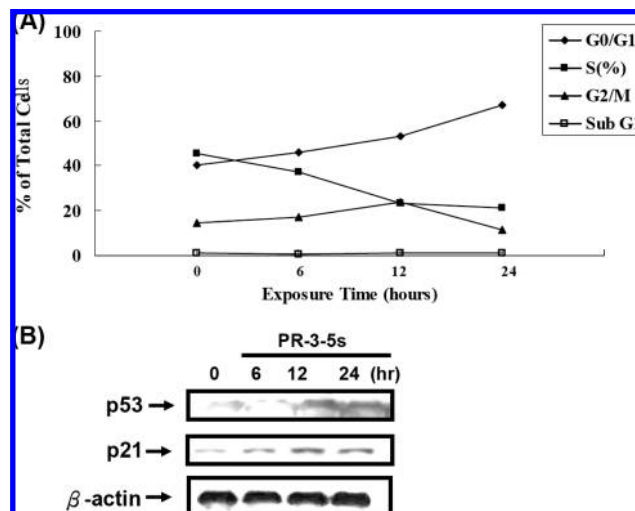 (A)
100
80
60
40
20
0
% of Total Cells
0 6 12 24
Exposure Time (hours)
G0/G1
S(%)
G2/M
Sub G
(B)
PR-3-5s
0 6 12 24 (hr)
p53
p21
β-actin